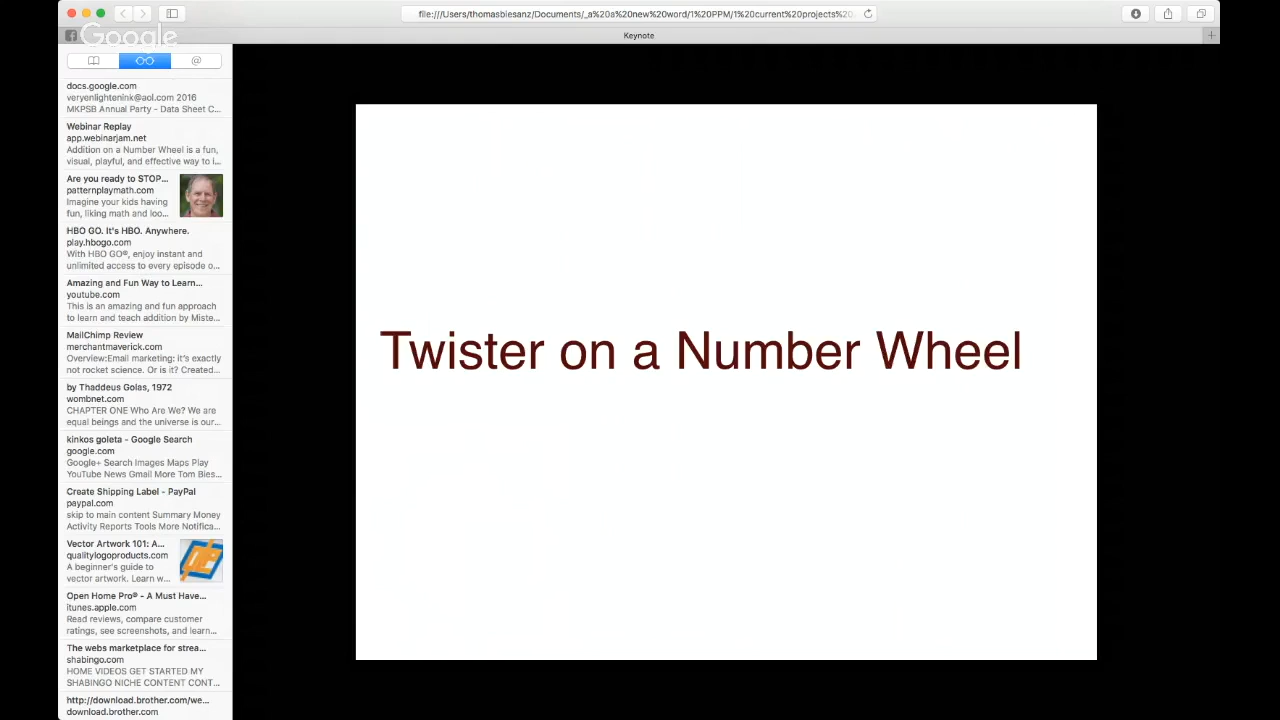 file:///Users/thomasbiesanz/Documents/_a%20a%20new%20word/1%20PPM/1%20current%20projects%20-
Google
Keynote
@
docs.google.com
veryenlightenink@aol.com 2016
MKPSB Annual Party - Data Sheet C...
Webinar Replay
app.webinarjam.net
Addition on a Number Wheel is a fun,
visual, playful, and effective way to i...
Are you ready to STOP...
patternplaymath.com
Imagine your kids having
fun, liking math and loo...
HBO GO. It's HBO. Anywhere.
play.hbogo.com
With HBO GO®, enjoy instant and
unlimited access to every episode o...
Amazing and Fun Way to Learn...
youtube.com
This is an amazing and fun approach
to learn and teach addition by Miste...
MailChimp Review
merchantmaverick.com
Overview:Email marketing: it's exactly
not rocket science. Or is it? Created...
by Thaddeus Golas, 1972
wombnet.com
CHAPTER ONE Who Are We? We are
equal beings and the universe is our...
kinkos goleta - Google Search
google.com
Google+ Search Images Maps Play
YouTube News Gmail More Tom Bies...
Create Shipping Label - PayPal
paypal.com
skip to main content Summary Money
Activity Reports Tools More Notifica...
Vector Artwork 101: A...
qualitylogoproducts.com
A beginner's guide to
vector artwork. Learn w...
Open Home Pro® - A Must Have...
itunes.apple.com
Read reviews, compare customer
ratings, see screenshots, and learn...
The webs marketplace for strea...
shabingo.com
HOME VIDEOS GET STARTED MY
SHABINGO NICHE CONTENT CONT...
http://download.brother.com/we...
download.brother.com
Twister on a Number Wheel